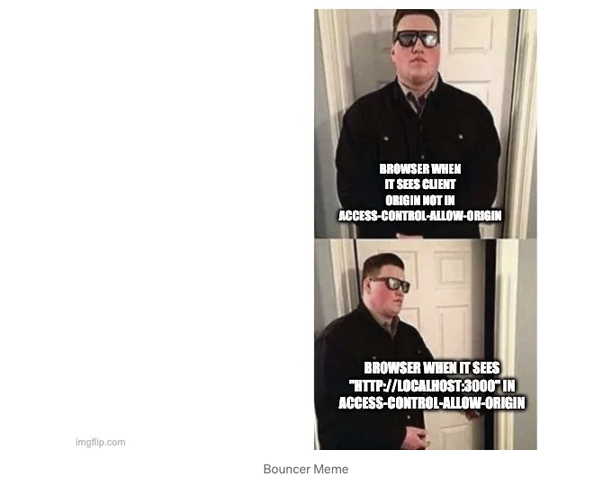 BROWSER WHEN
IT SEES CLIENT
ORIGIN NOT IN
ACCESS-CONTROL-ALLOW-ORIGIN
BROWSER WHEN IT SEES
"HTTP://LOCALHOST:3000" IN
ACCESS-CONTROL-ALLOW-ORIGIN
imgflip.com
Bouncer Meme